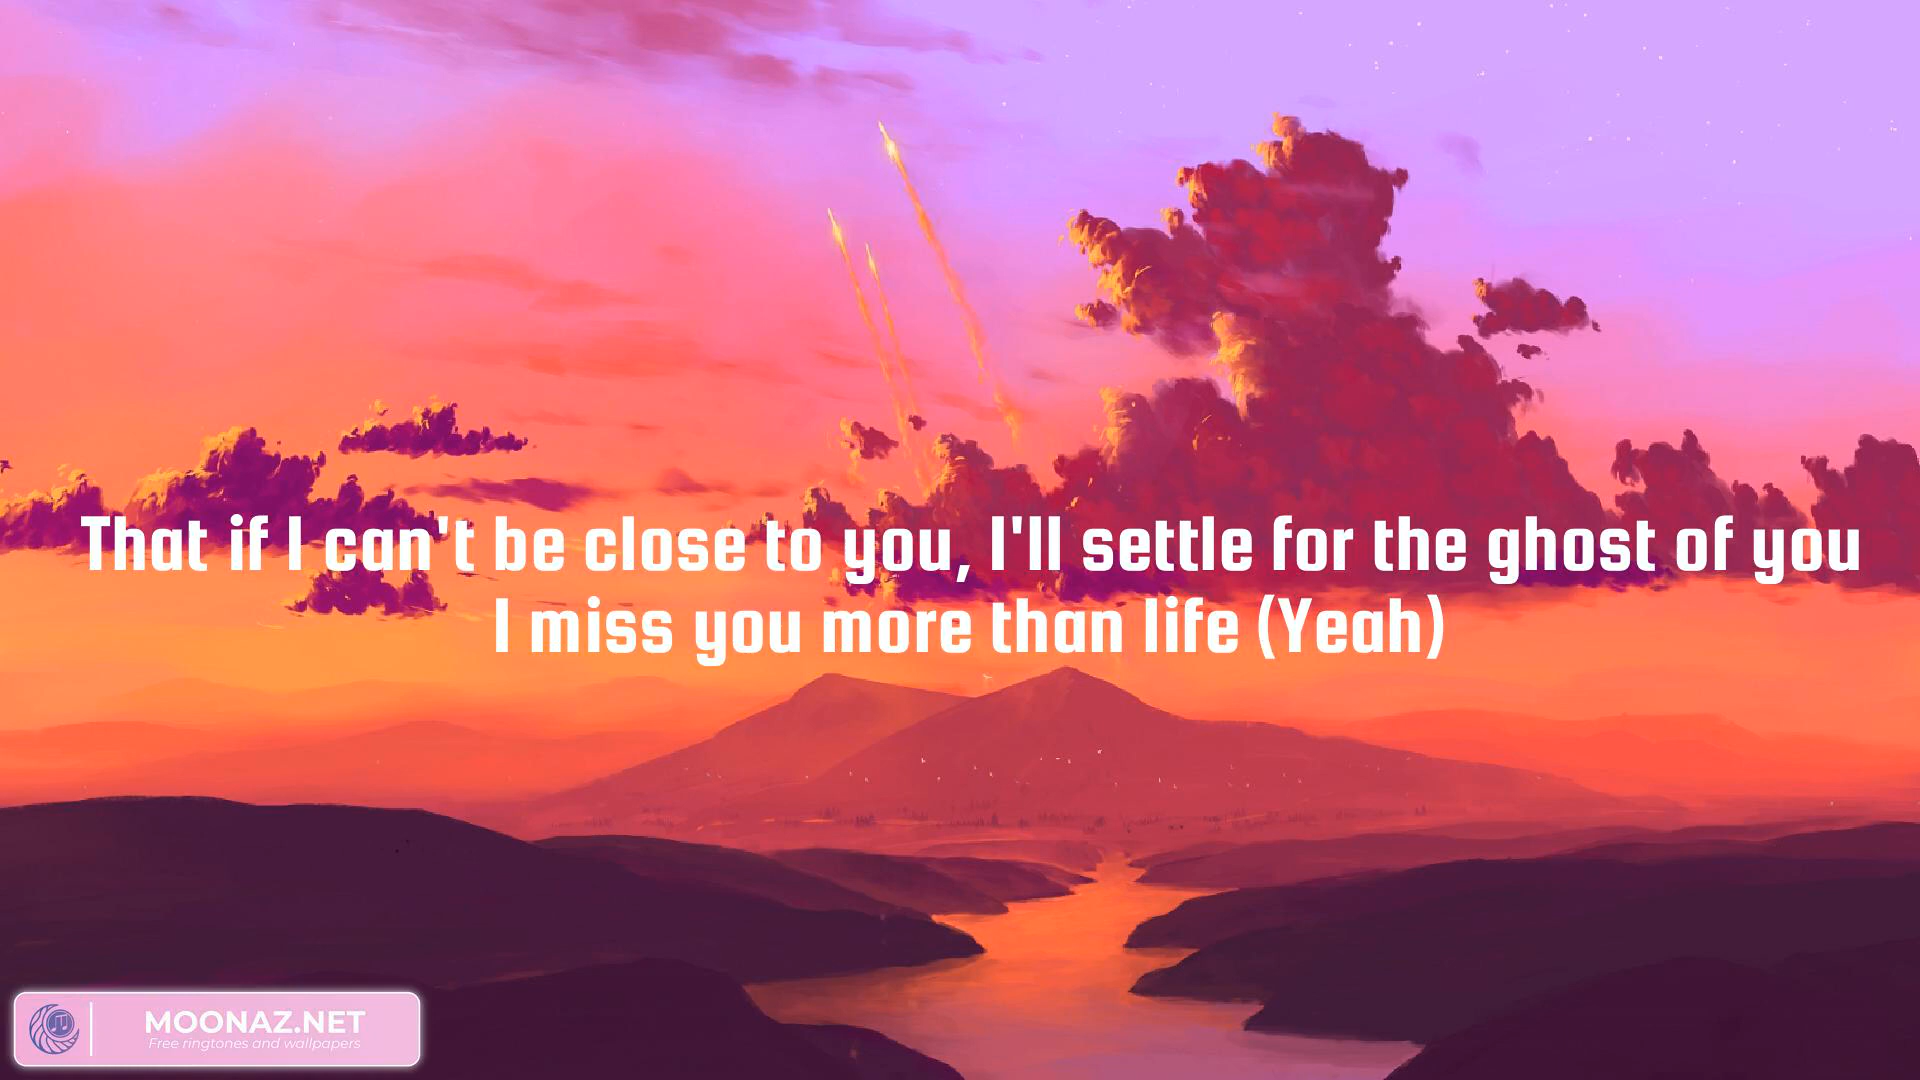 That if I can't be close to you, I'll settle for the ghost of you
I miss you more than life (Yeah)
MOONAZ.NET
Free ringtones and wallpapers